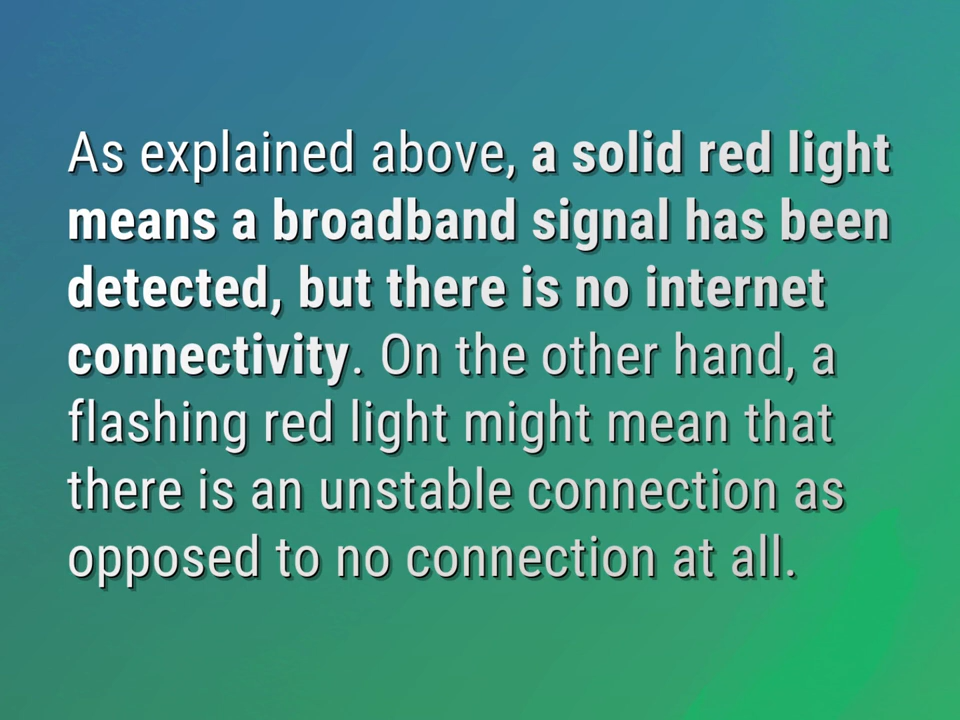 As explained above, a solid red light
means a broadband signal has been
detected, but there is no internet
connectivity. On the other hand, a
flashing red light might mean that
there is an unstable connection as
opposed to no connection at all.